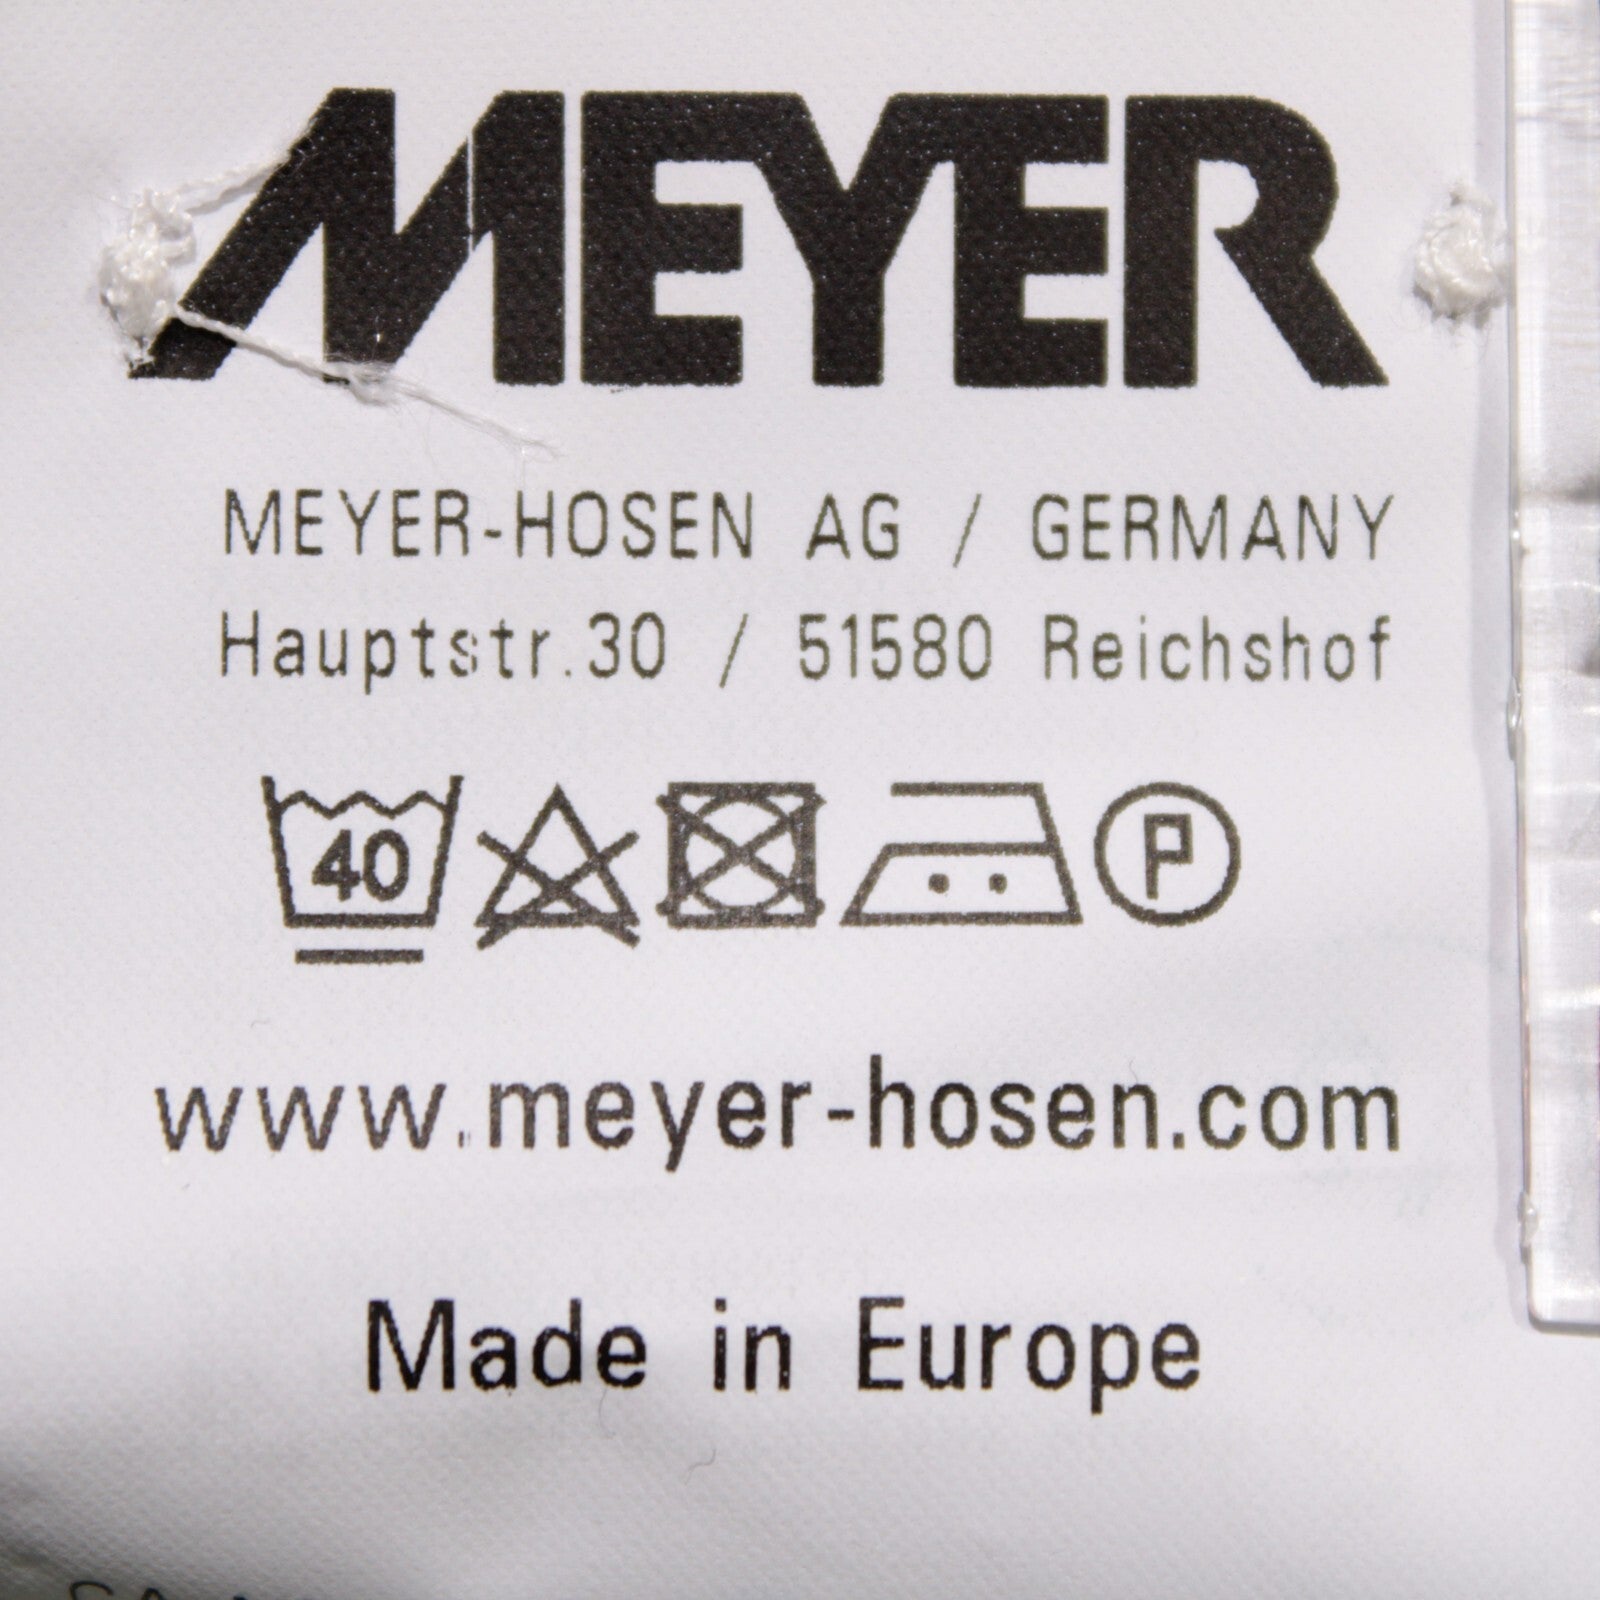 MEYER
MEYER-HOSEN AG / GERMANY
Hauptstr.30 / 51580 Reichshof
40 P
www.meyer-hosen.com
Made in Europe